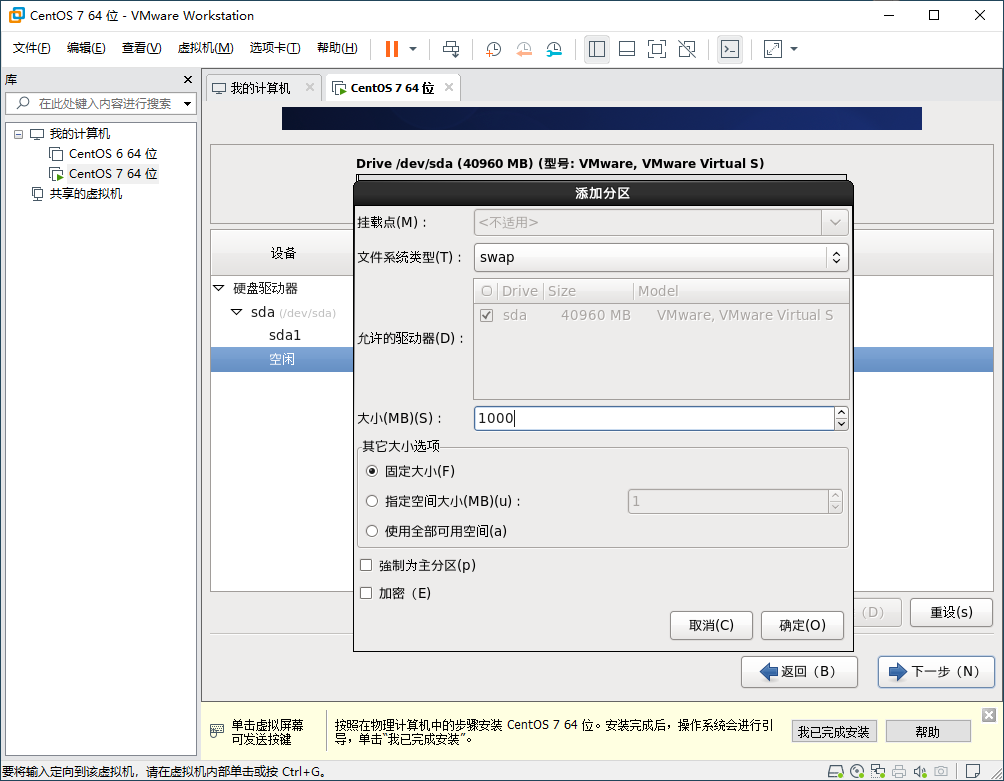 CentOS 7 64 位 - VMware Workstation
文件(F) 编辑(E) 查看(V) 虚拟机(M) 选项卡(T) 帮助(H)
库
在此处键入内容进行搜索
我的计算机
CentOS 6 64 位
CentOS 7 64 位
共享的虚拟机
我的计算机 CentOS 7 64 位
Drive /dev/sda (40960 MB) (型号: VMware, VMware Virtual S)
设备
硬盘驱动器
sda (/dev/sda)
sda1
空闲
添加分区
挂载点(M)：
<不适用>
文件系统类型(T)：
swap
允许的驱动器(D)：
Drive Size Model
sda 40960 MB VMware, VMware Virtual S
大小(MB)(S)：
1000
其它大小选项
固定大小(F)
指定空间大小(MB)(u)：
1
使用全部可用空间(a)
強制为主分区(p)
加密（E)
取消(C) 确定(O)
(D) 重设(s)
返回（B） 下一步（N）
单击虚拟屏幕
可发送按键
按照在物理计算机中的步骤安装 CentOS 7 64 位。安装完成后，操作系统会进行引
导，单击“我已完成安装”。
我已完成安装 帮助
要将输入定向到该虚拟机，请在虚拟机内部单击或按 Ctrl+G。